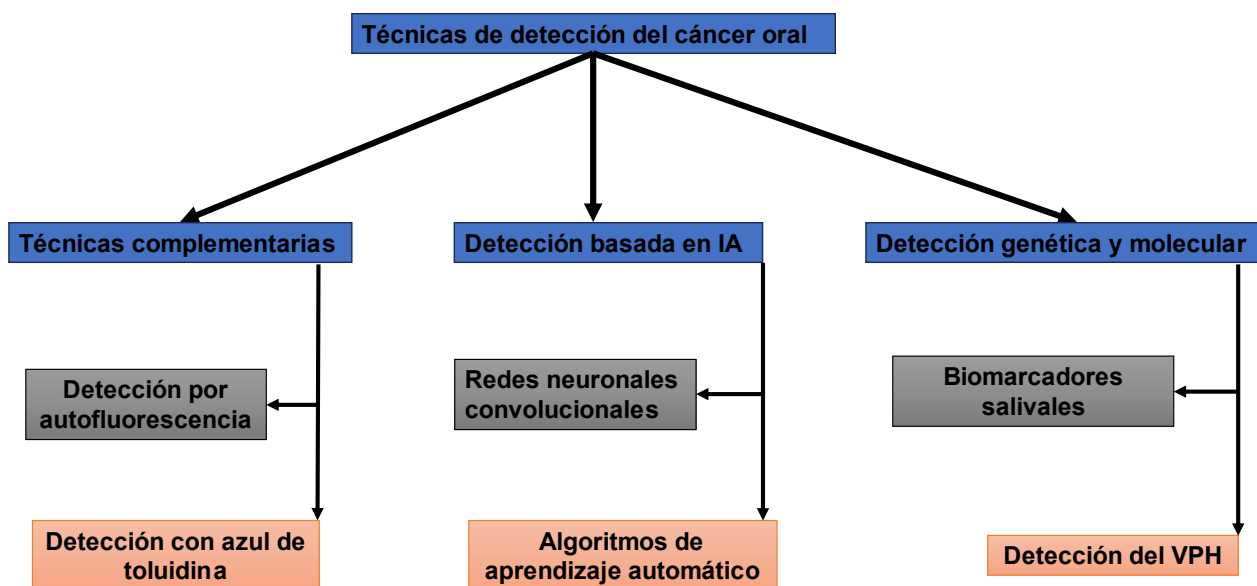 Técnicas de detección del cáncer oral
Técnicas complementarias
Detección basada en IA
Detección genética y molecular
Detección por
autofluorescencia
Redes neuronales
convolucionales
Biomarcadores
salivales
Detección con azul de
toluidina
Algoritmos de
aprendizaje automático
Detección del VPH